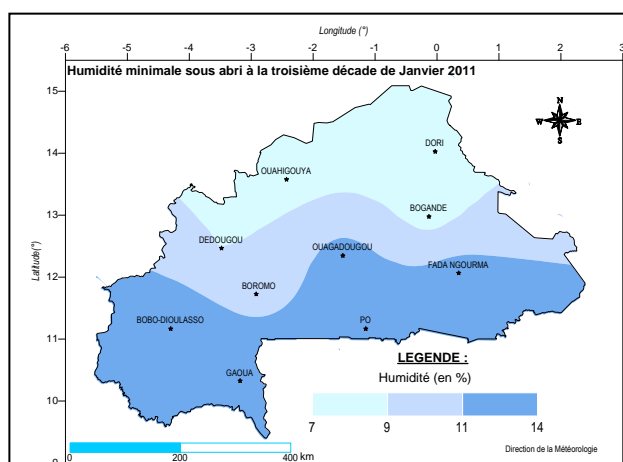 Longitude (°)
-6 -5 -4 -3 -2 -1 0 1 2 3
Humidité minimale sous abri à la troisième décade de Janvier 2011
15
N
W E
S
14
DORI
OUAHIGOUYA
13
BOGANDE
DEDOUGOU
OUAGADOUGOU
Latitude(°)
12
FADA NGOURMA
BOROMO
BOBO-DIOULASSO
PO
11
LEGENDE :
GAOUA
Humidité (en %)
10
7 9 11 14
Direction de la Météorologie
0 200 400 km